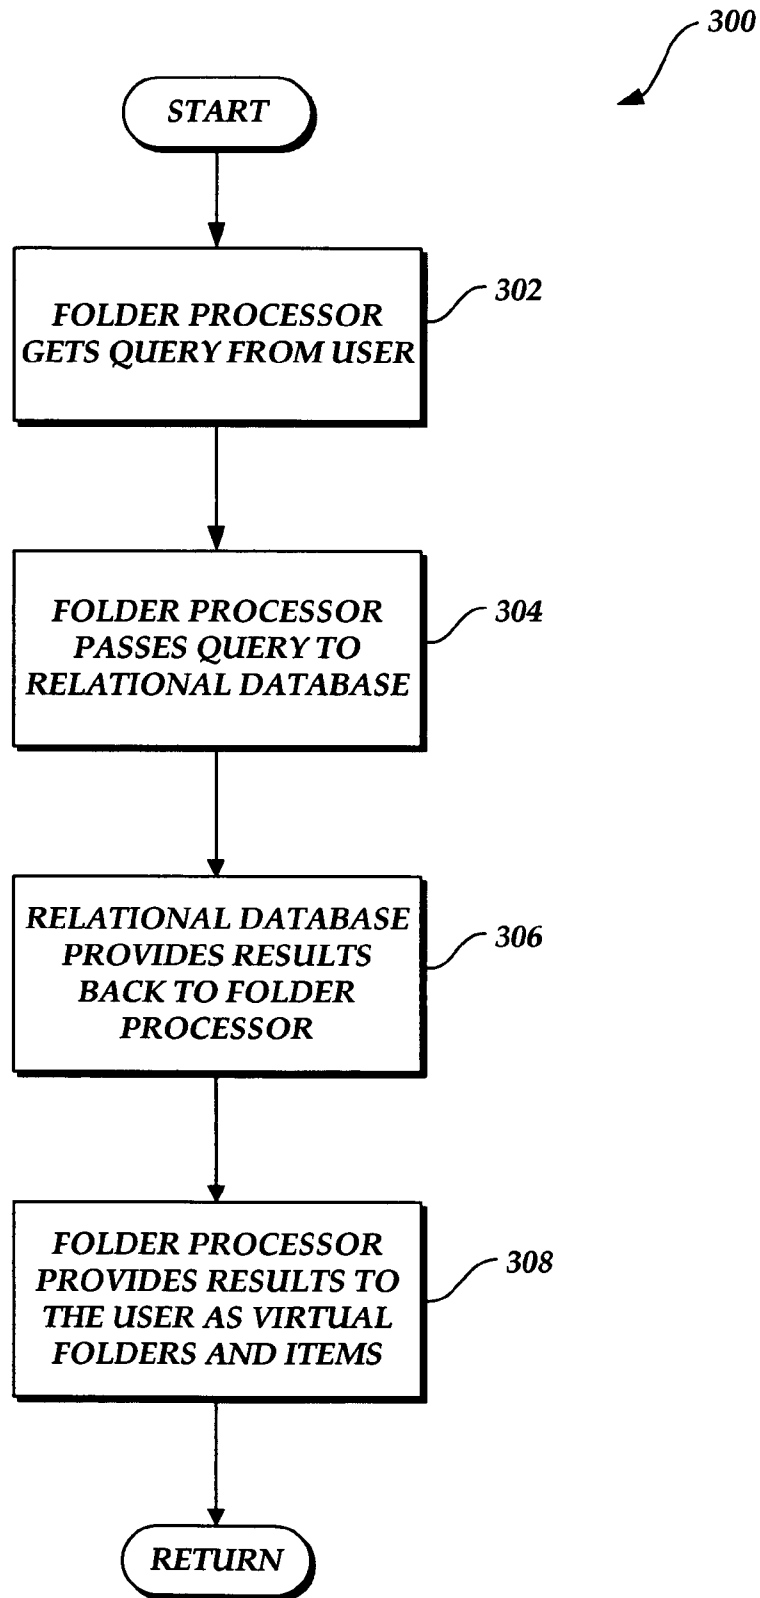 300
START
FOLDER PROCESSOR
GETS QUERY FROM USER
302
FOLDER PROCESSOR
PASSES QUERY TO
RELATIONAL DATABASE
304
RELATIONAL DATABASE
PROVIDES RESULTS
BACK TO FOLDER
PROCESSOR
306
FOLDER PROCESSOR
PROVIDES RESULTS TO
THE USER AS VIRTUAL
FOLDERS AND ITEMS
308
RETURN